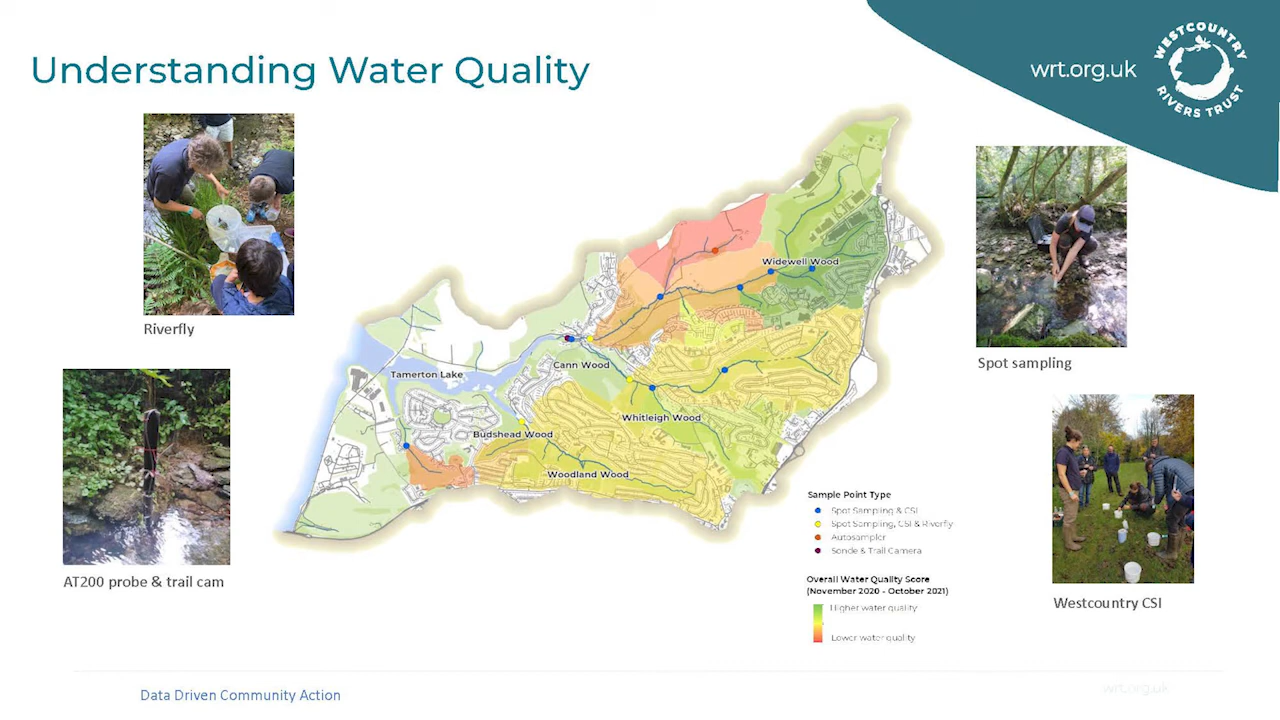 Understanding Water Quality
wrt.org.uk
WESTCOUNTRY
RIVERS TRUST
Riverfly
AT200 probe & trail cam
Widewell Wood
Cann Wood
Tamerton Lake
Whitleigh Wood
Budshead Wood
Woodland Wood
Spot sampling
Westcountry CSI
Sample Point Type
Spot Sampling & CSI
Spot Sampling, CSI & Riverfly
Autosampler
Sonde & Trail Camera
Overall Water Quality Score
(November 2020 - October 2021)
Higher water quality
Lower water quality
Data Driven Community Action
wrt.org.uk